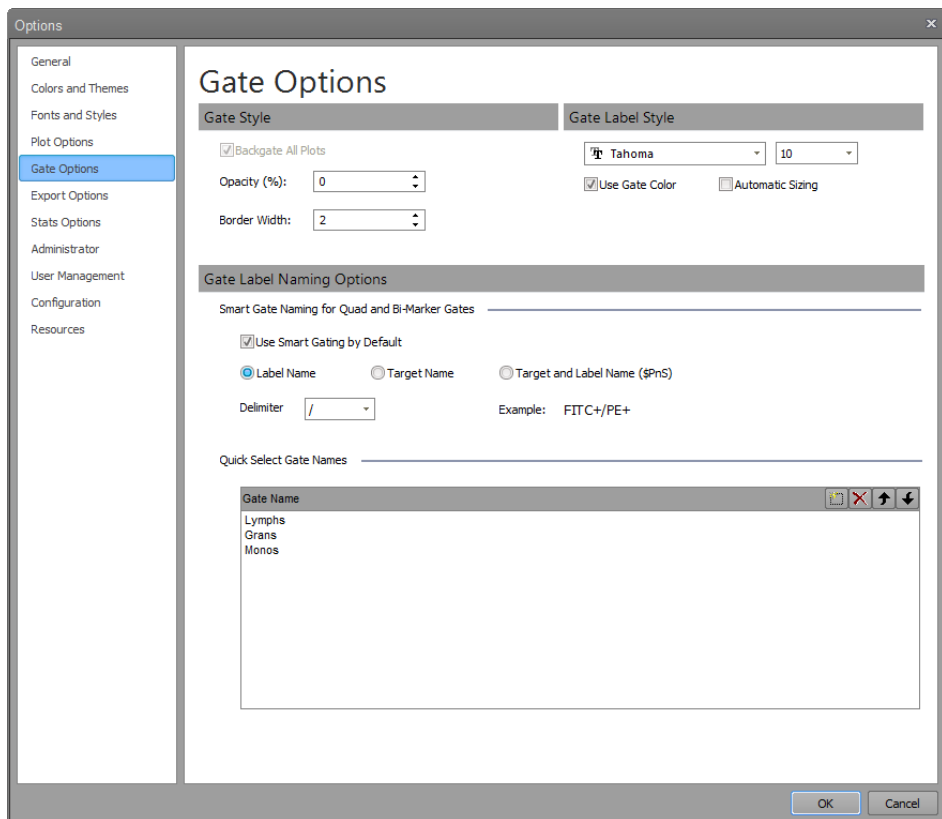 Options
General
Colors and Themes
Fonts and Styles
Plot Options
Gate Options
Export Options
Stats Options
Administrator
User Management
Configuration
Resources
Gate Options
Gate Style
Backgate All Plots
Opacity (%): 0
Border Width: 2
Gate Label Style
Tahoma 10
Use Gate Color Automatic Sizing
Gate Label Naming Options
Smart Gate Naming for Quad and Bi-Marker Gates
Use Smart Gating by Default
Label Name Target Name Target and Label Name ($PnS)
Delimiter / Example: FITC+/PE+
Quick Select Gate Names
Gate Name
Lymphs
Grans
Monos
OK Cancel